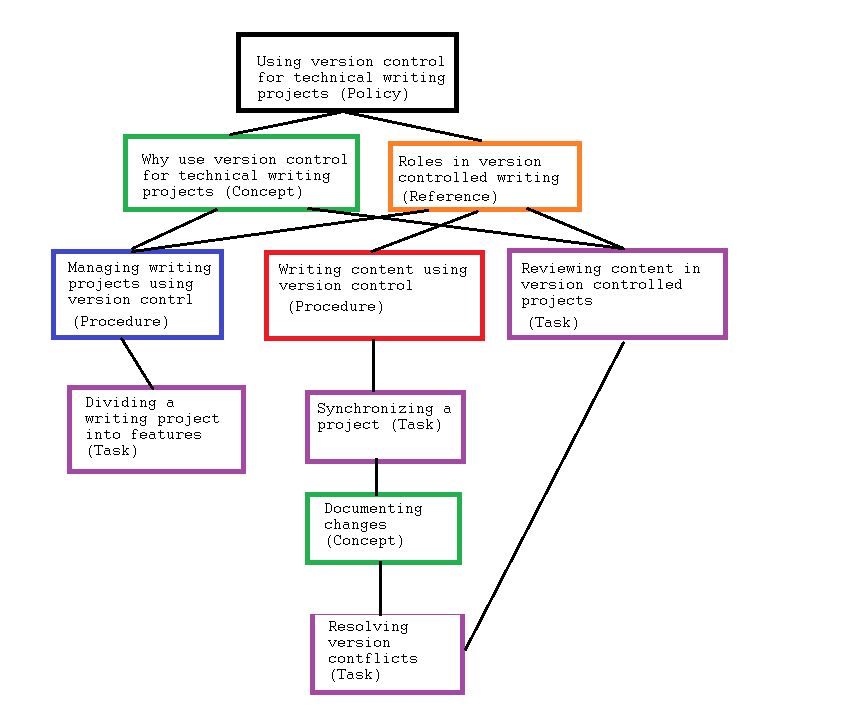 Using version control
for technical writing
projects (Policy)
Why use version control
for technical writing
projects (Concept)
Roles in version
controlled writing
(Reference)
Managing writing
projects using
version contrl
(Procedure)
Writing content using
version control
(Procedure)
Reviewing content in
version controlled
projects
(Task)
Dividing a
writing project
into features
(Task)
Synchronizing a
project (Task)
Documenting
changes
(Concept)
Resolving
version
contflicts
(Task)